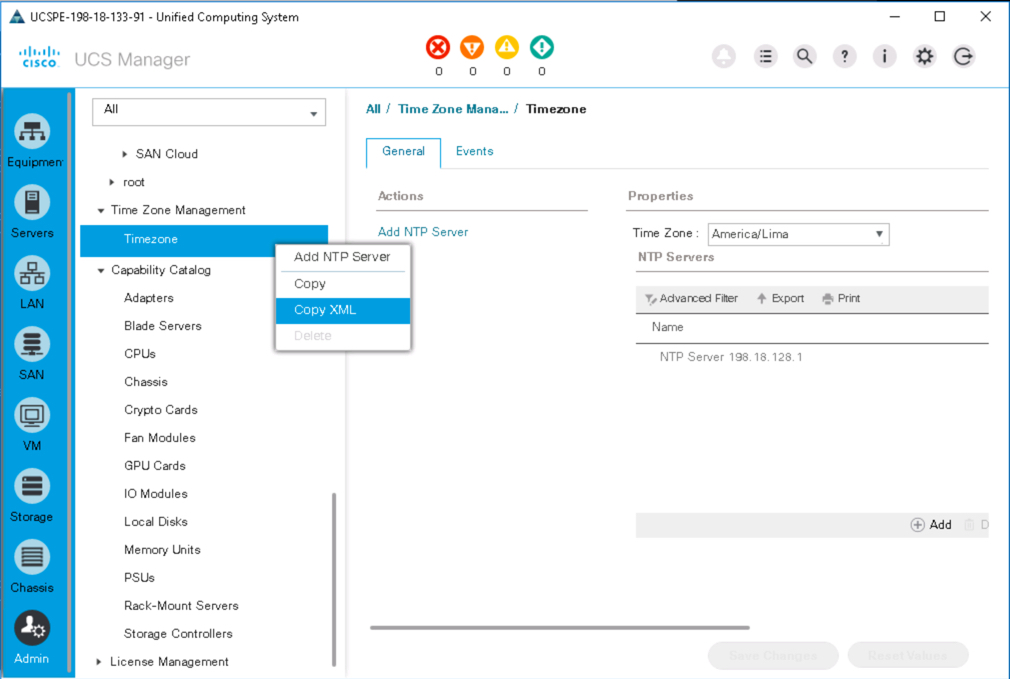 UCSPE-198-18-133-91 - Unified Computing System
cisco UCS Manager
0 0 0 0
Equipmen
Servers
LAN
SAN
VM
Storage
Chassis
Admin
All
SAN Cloud
root
Time Zone Management
Timezone
Capability Catalog
Adapters
Blade Servers
CPUs
Chassis
Crypto Cards
Fan Modules
GPU Cards
IO Modules
Local Disks
Memory Units
PSUs
Rack-Mount Servers
Storage Controllers
License Management
Add NTP Server
Copy
Copy XML
Delete
All / Time Zone Mana... / Timezone
General Events
Actions
Add NTP Server
Properties
Time Zone : America/Lima
NTP Servers
Advanced Filter Export Print
Name
NTP Server 198.18.128.1
Add D
Save Changes Reset Values